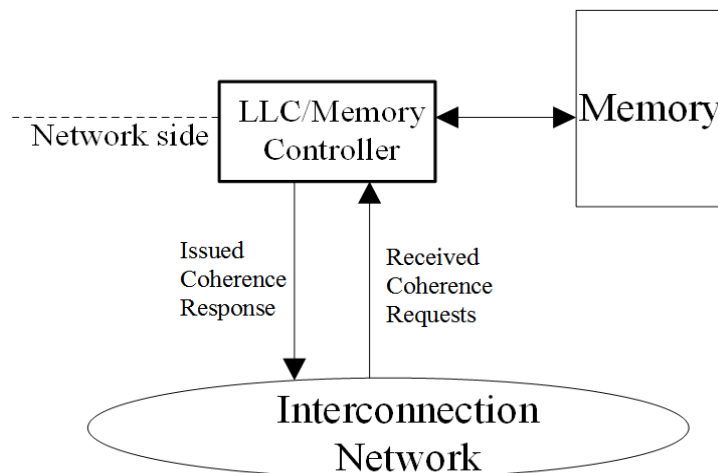 LLC/Memory
Controller
Memory
Network side
Issued
Coherence
Response
Received
Coherence
Requests
Interconnection
Network